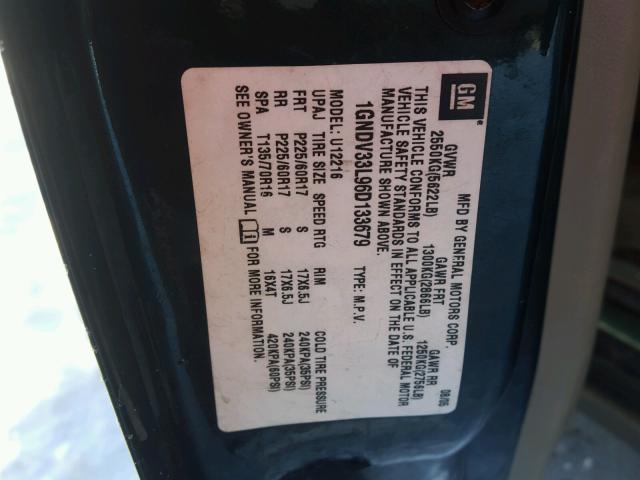 GM
MFD BY GENERAL MOTORS CORP. 08/05
GVWR GAWR FRT GAWR RR
2550KG(5622LB) 1300KG(2866LB) 1250KG(2756LB)
THIS VEHICLE CONFORMS TO ALL APPLICABLE U.S. FEDERAL MOTOR
VEHICLE SAFETY STANDARDS IN EFFECT ON THE DATE OF
MANUFACTURE SHOWN ABOVE.
1GNDV33L96D133679 TYPE: M.P.V.
MODEL: U12216
UPAJ TIRE SIZE SPEED RTG RIM COLD TIRE PRESSURE
FRT P225/60R17 S 17X6.5J 240KPA(35PSI)
RR P225/60R17 S 17X6.5J 240KPA(35PSI)
SPA T135/70R16 M 16X4T 420KPA(60PSI)
SEE OWNER'S MANUAL FOR MORE INFORMATION.